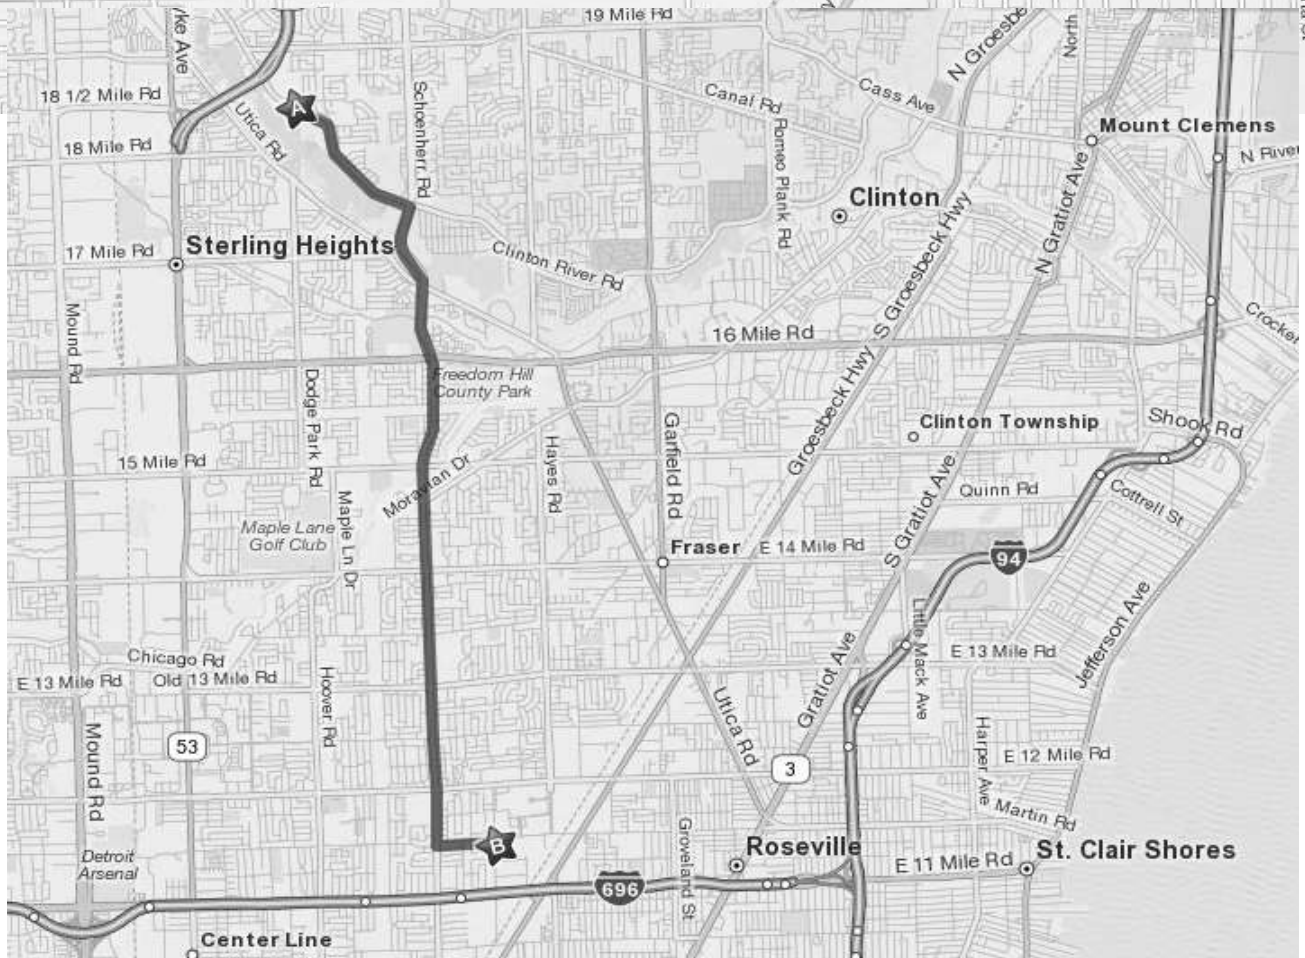 19 Mile Rd
N Groesbe
North
yke Ave
18 1/2 Mile Rd
A
Utica Rd
Schoenherr Rd
Canal Rd
Cass Ave
Romeo Plank Rd
Mount Clemens
N River
18 Mile Rd
Clinton
N Gratiot Ave
17 Mile Rd
Sterling Heights
Clinton River Rd
S Groesbeck Hwy
Mound Rd
16 Mile Rd
Crocker
Freedom Hill
County Park
Dodge Park Rd
Groesbeck Hwy
Garfield Rd
Clinton Township
Shook Rd
15 Mile Rd
Moravian Dr
Hayes Rd
Maple Ln Dr
Quinn Rd
Cottrell St
Maple Lane
Golf Club
S Gratiot Ave
Fraser
E 14 Mile Rd
94
Little Mack Ave
Jefferson Ave
Chicago Rd
E 13 Mile Rd
Old 13 Mile Rd
E 13 Mile Rd
Hoover Rd
Gratiot Ave
Utica Rd
Mound Rd
53
3
Harper Ave
E 12 Mile Rd
Martin Rd
Groveland St
B
Roseville
Detroit
Arsenal
E 11 Mile Rd
St. Clair Shores
696
Center Line